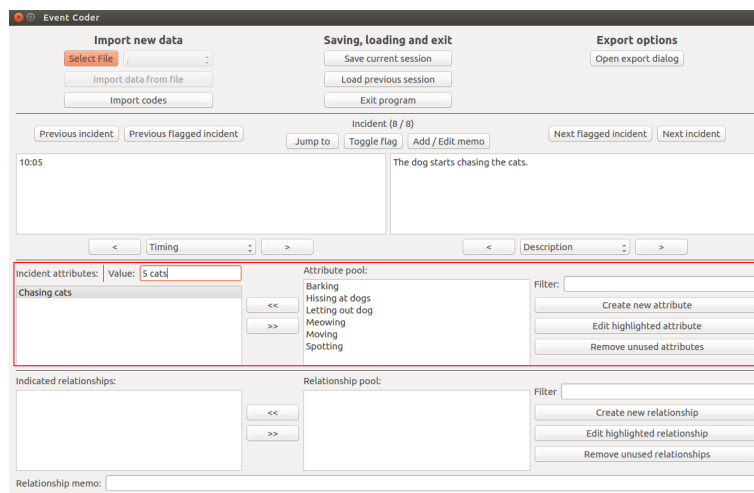 Event Coder
Import new data
Saving, loading and exit
Export options
Select File
,
Save current session
Open export dialog
Import data from file
Load previous session
Import codes
Exit program
Incident (8 / 8)
Previous incident
Previous flagged incident
Jump to
Toggle flag
Add / Edit memo
Next flagged incident
Next incident
10:05
The dog starts chasing the cats.
<
Timing
>
<
Description
>
Incident attributes:
Value:
5 cats
Attribute pool:
Filter:
Chasing cats
<<
>>
Barking
Hissing at dogs
Letting out dog
Meowing
Moving
Spotting
Create new attribute
Edit highlighted attribute
Remove unused attributes
Indicated relationships:
Relationship pool:
Filter
<<
>>
Create new relationship
Edit highlighted relationship
Remove unused relationships
Relationship memo: